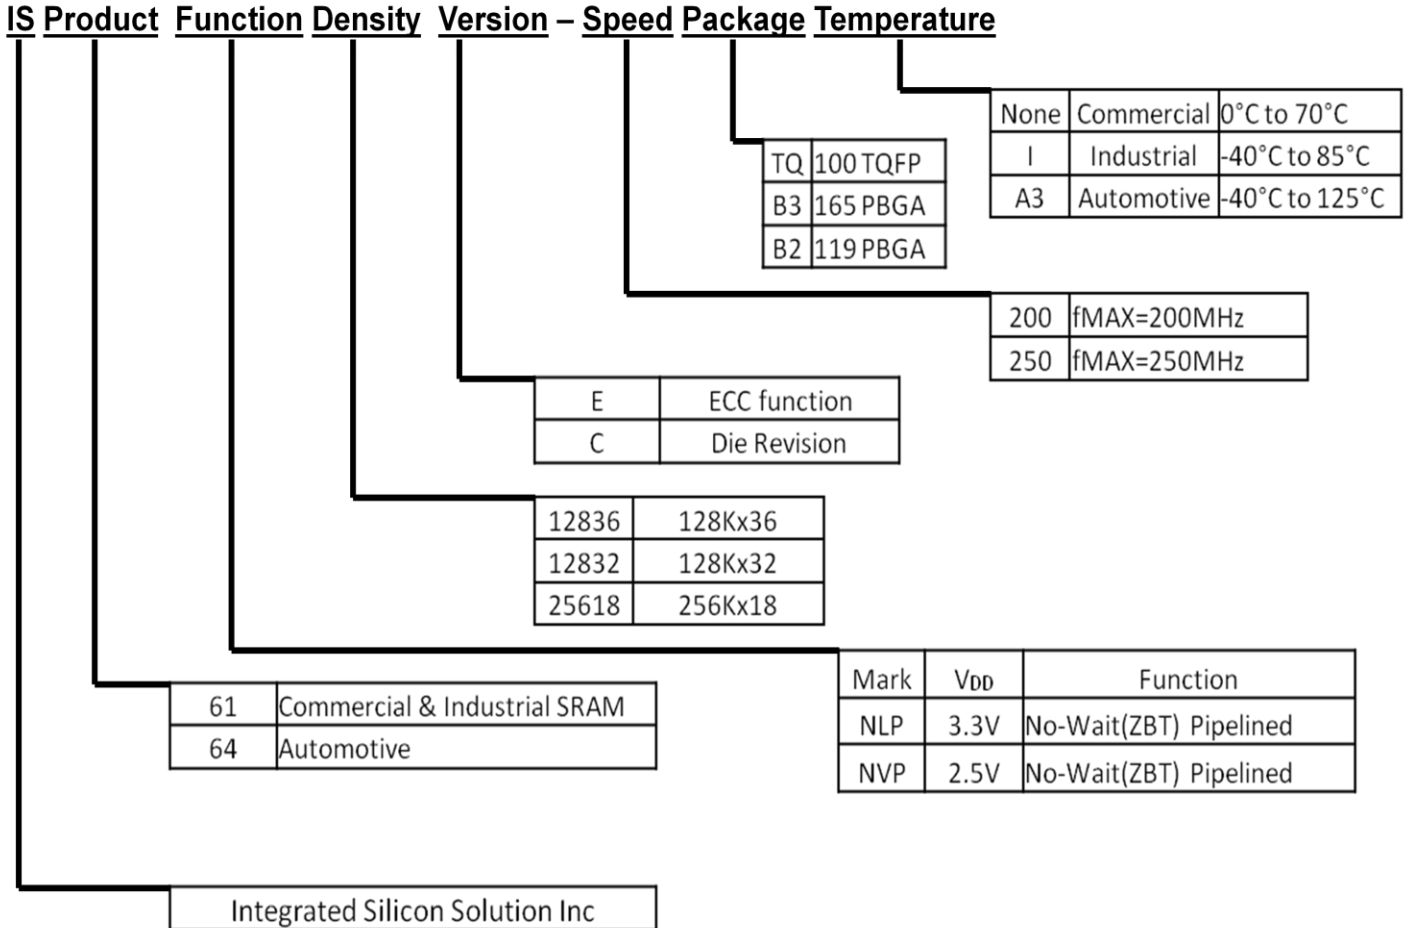 IS Product Function Density Version – Speed Package Temperature
None Commercial 0°C to 70°C
I Industrial -40°C to 85°C
A3 Automotive -40°C to 125°C
TQ 100 TQFP
B3 165 PBGA
B2 119 PBGA
200 fMAX=200MHz
250 fMAX=250MHz
E ECC function
C Die Revision
12836 128Kx36
12832 128Kx32
25618 256Kx18
Mark VDD Function
NLP 3.3V No-Wait(ZBT) Pipelined
NVP 2.5V No-Wait(ZBT) Pipelined
61 Commercial & Industrial SRAM
64 Automotive
Integrated Silicon Solution Inc